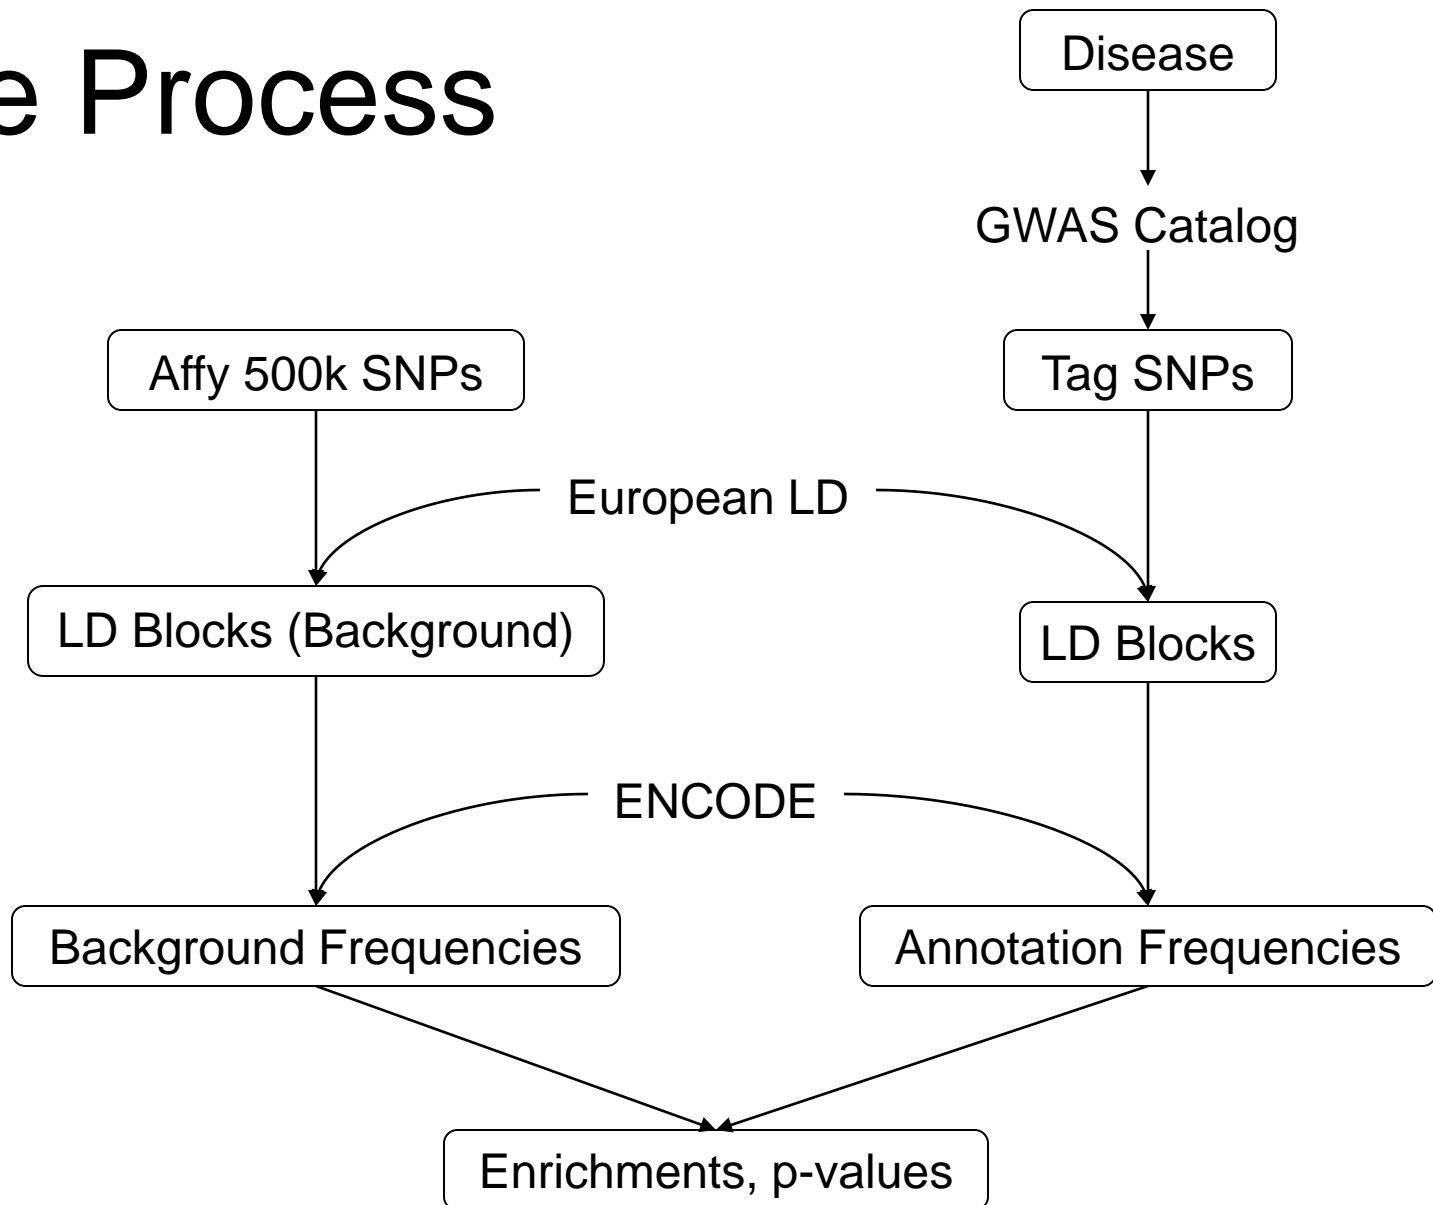 e Process
Disease
GWAS Catalog
Affy 500k SNPs
Tag SNPs
European LD
LD Blocks (Background)
LD Blocks
ENCODE
Background Frequencies
Annotation Frequencies
Enrichments, p-values